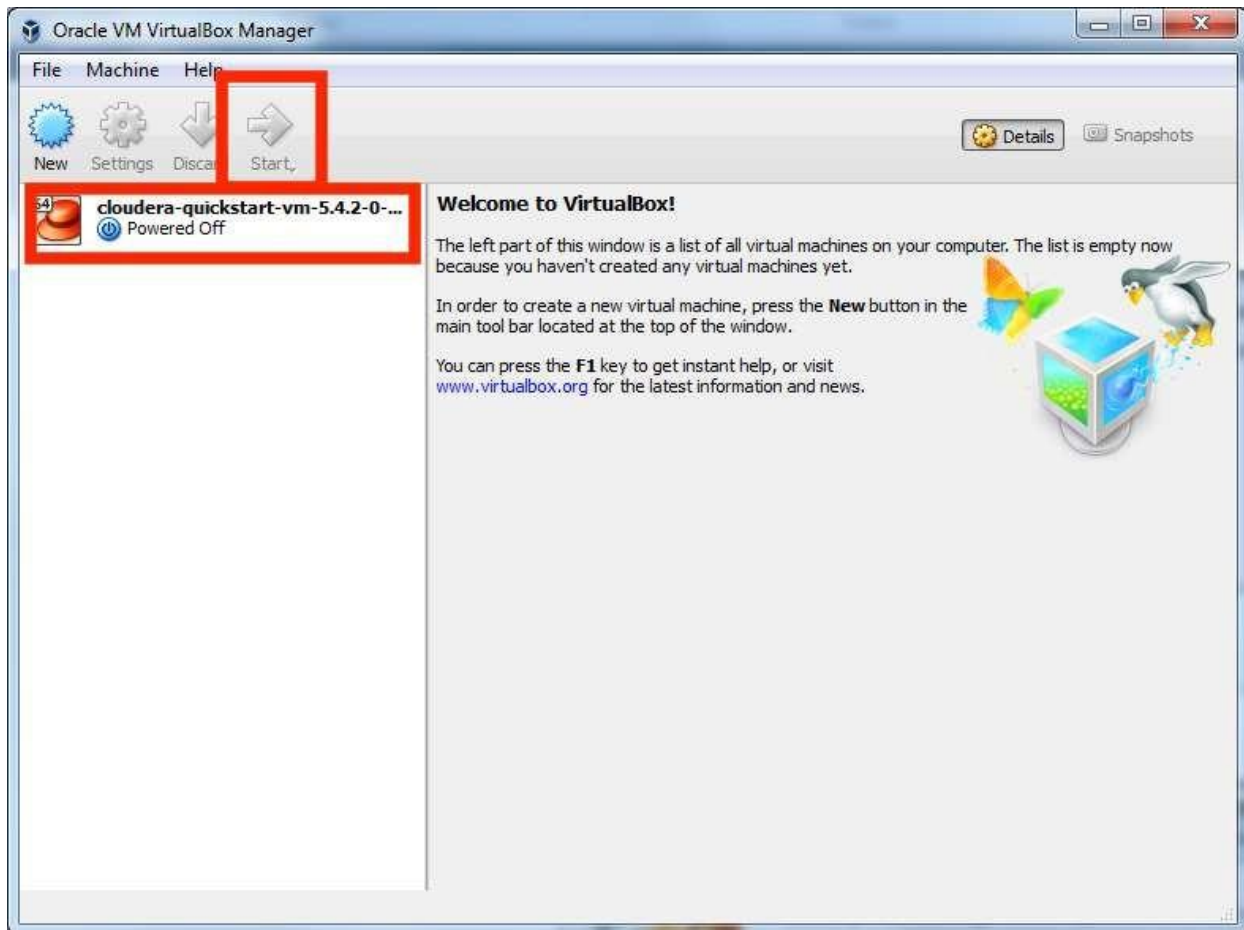 Oracle VM VirtualBox Manager
File Machine Help
New Settings Discar Start
Details Snapshots
64
cloudera-quickstart-vm-5.4.2-0-...
Powered Off
Welcome to VirtualBox!
The left part of this window is a list of all virtual machines on your computer. The list is empty now
because you haven't created any virtual machines yet.
In order to create a new virtual machine, press the New button in the
main tool bar located at the top of the window.
You can press the F1 key to get instant help, or visit
www.virtualbox.org for the latest information and news.